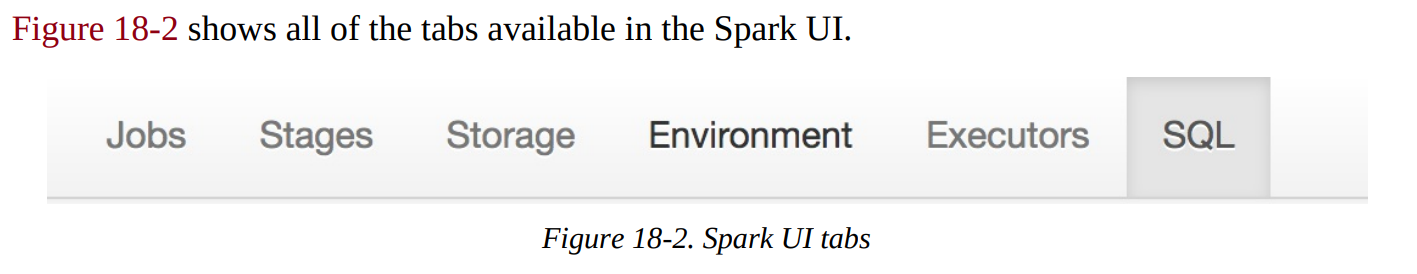 Figure 18-2 shows all of the tabs available in the Spark UI.
Jobs Stages Storage Environment Executors SQL
Figure 18-2. Spark UI tabs